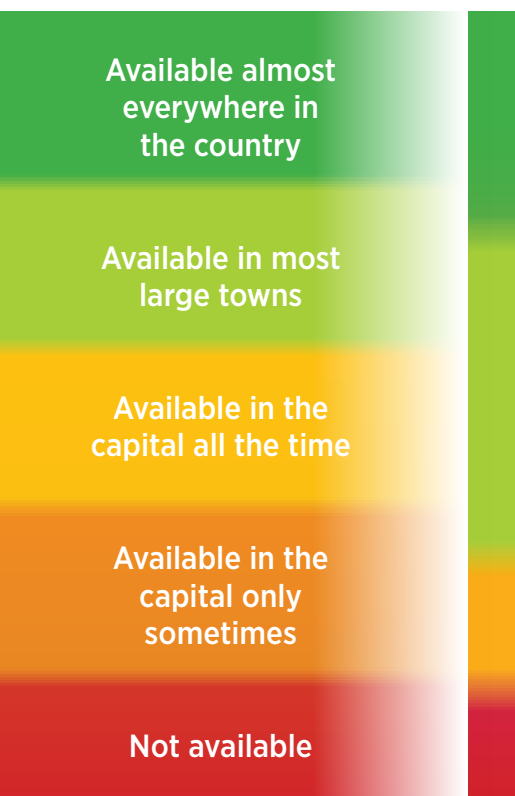 Available almost
everywhere in
the country
Available in most
large towns
Available in the
capital all the time
Available in the
capital only
sometimes
Not available